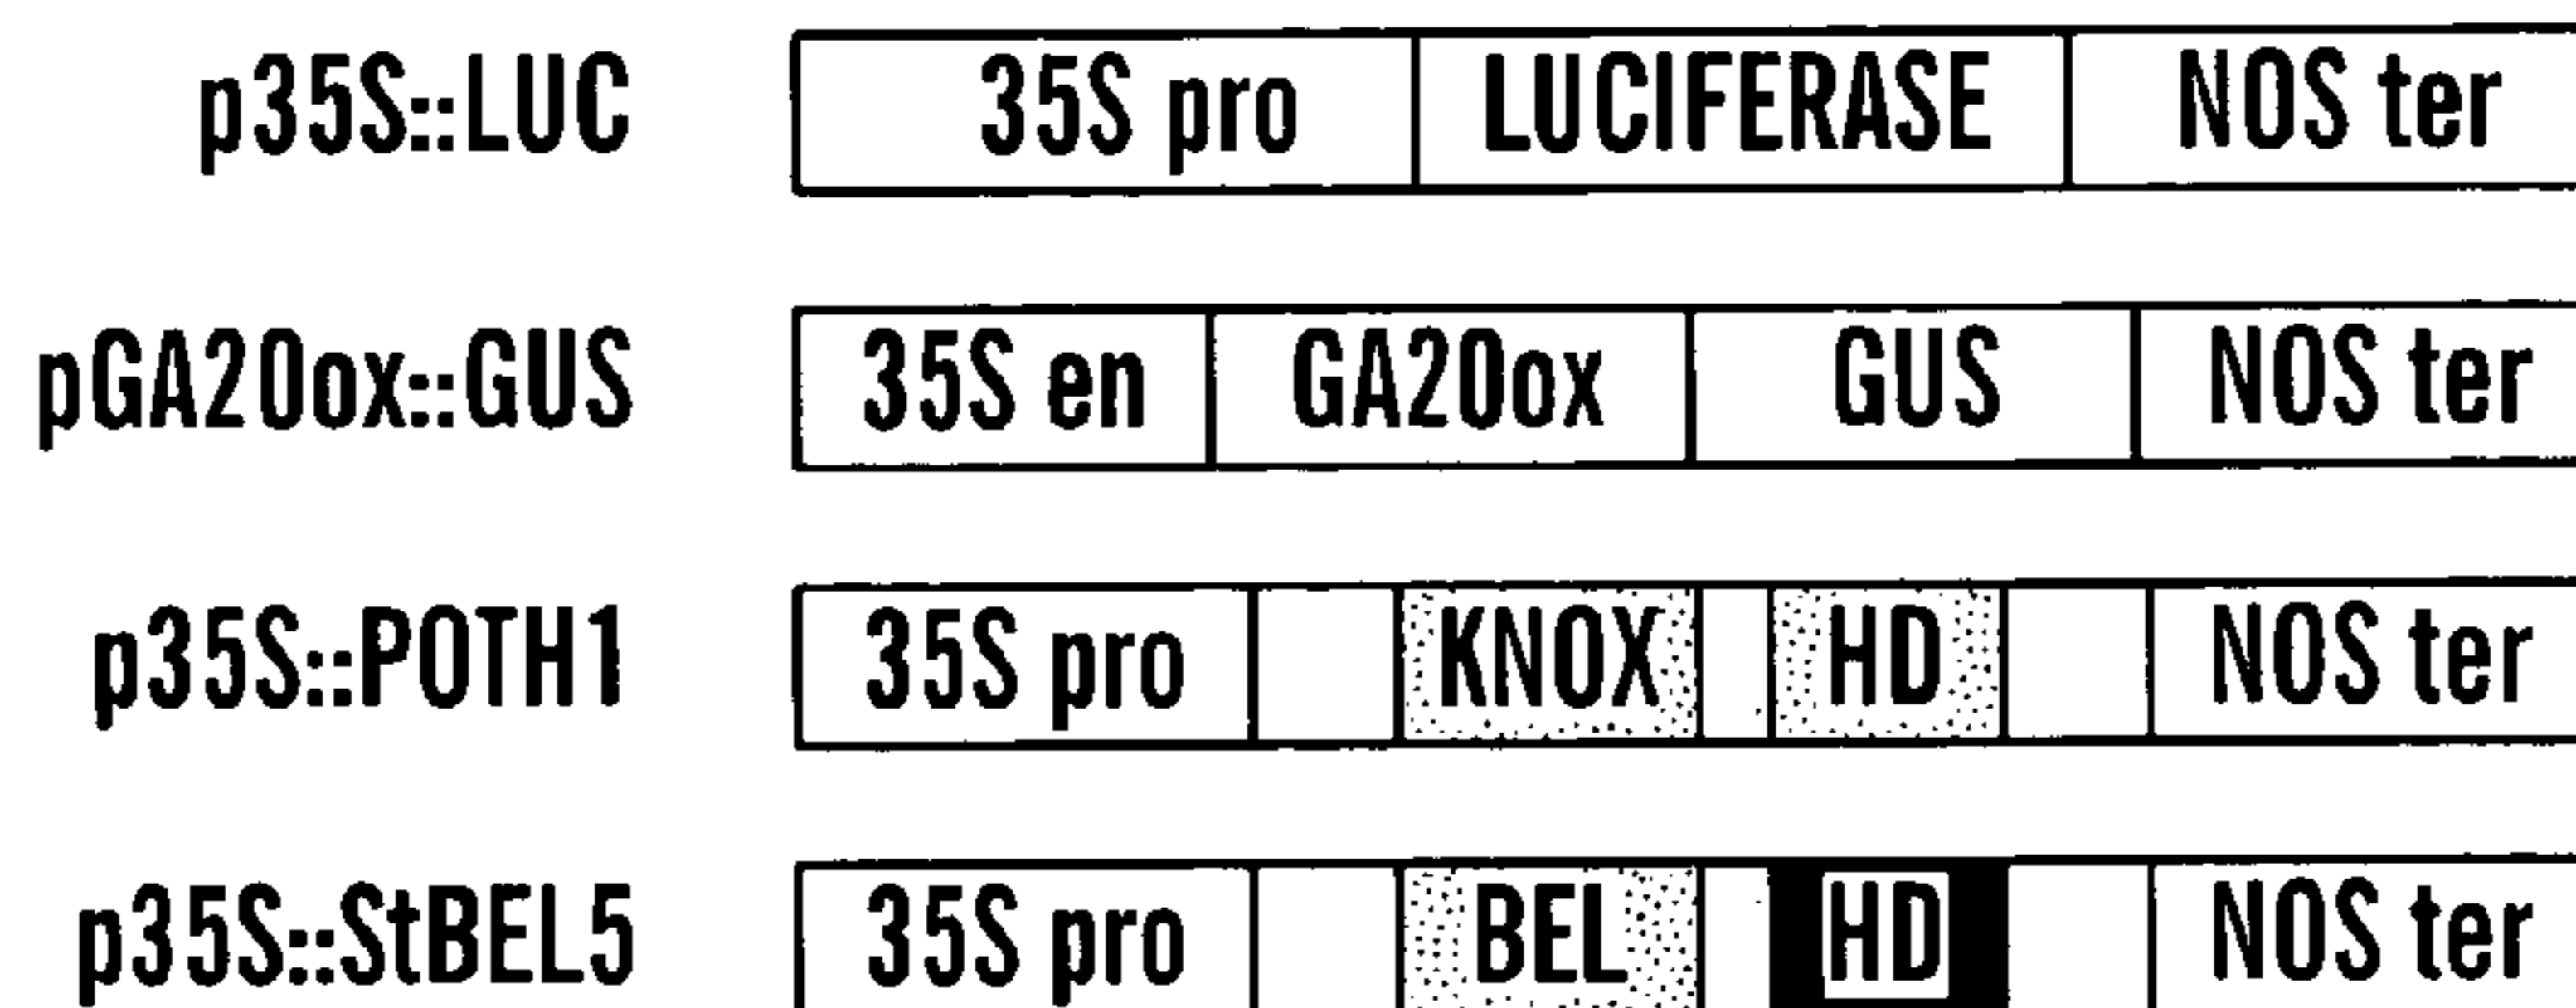 p35S::LUC 35S pro LUCIFERASE NOS ter
pGA20ox::GUS 35S en GA20ox GUS NOS ter
p35S::POTH1 35S pro KNOX HD NOS ter
p35S::StBEL5 35S pro BEL HD NOS ter